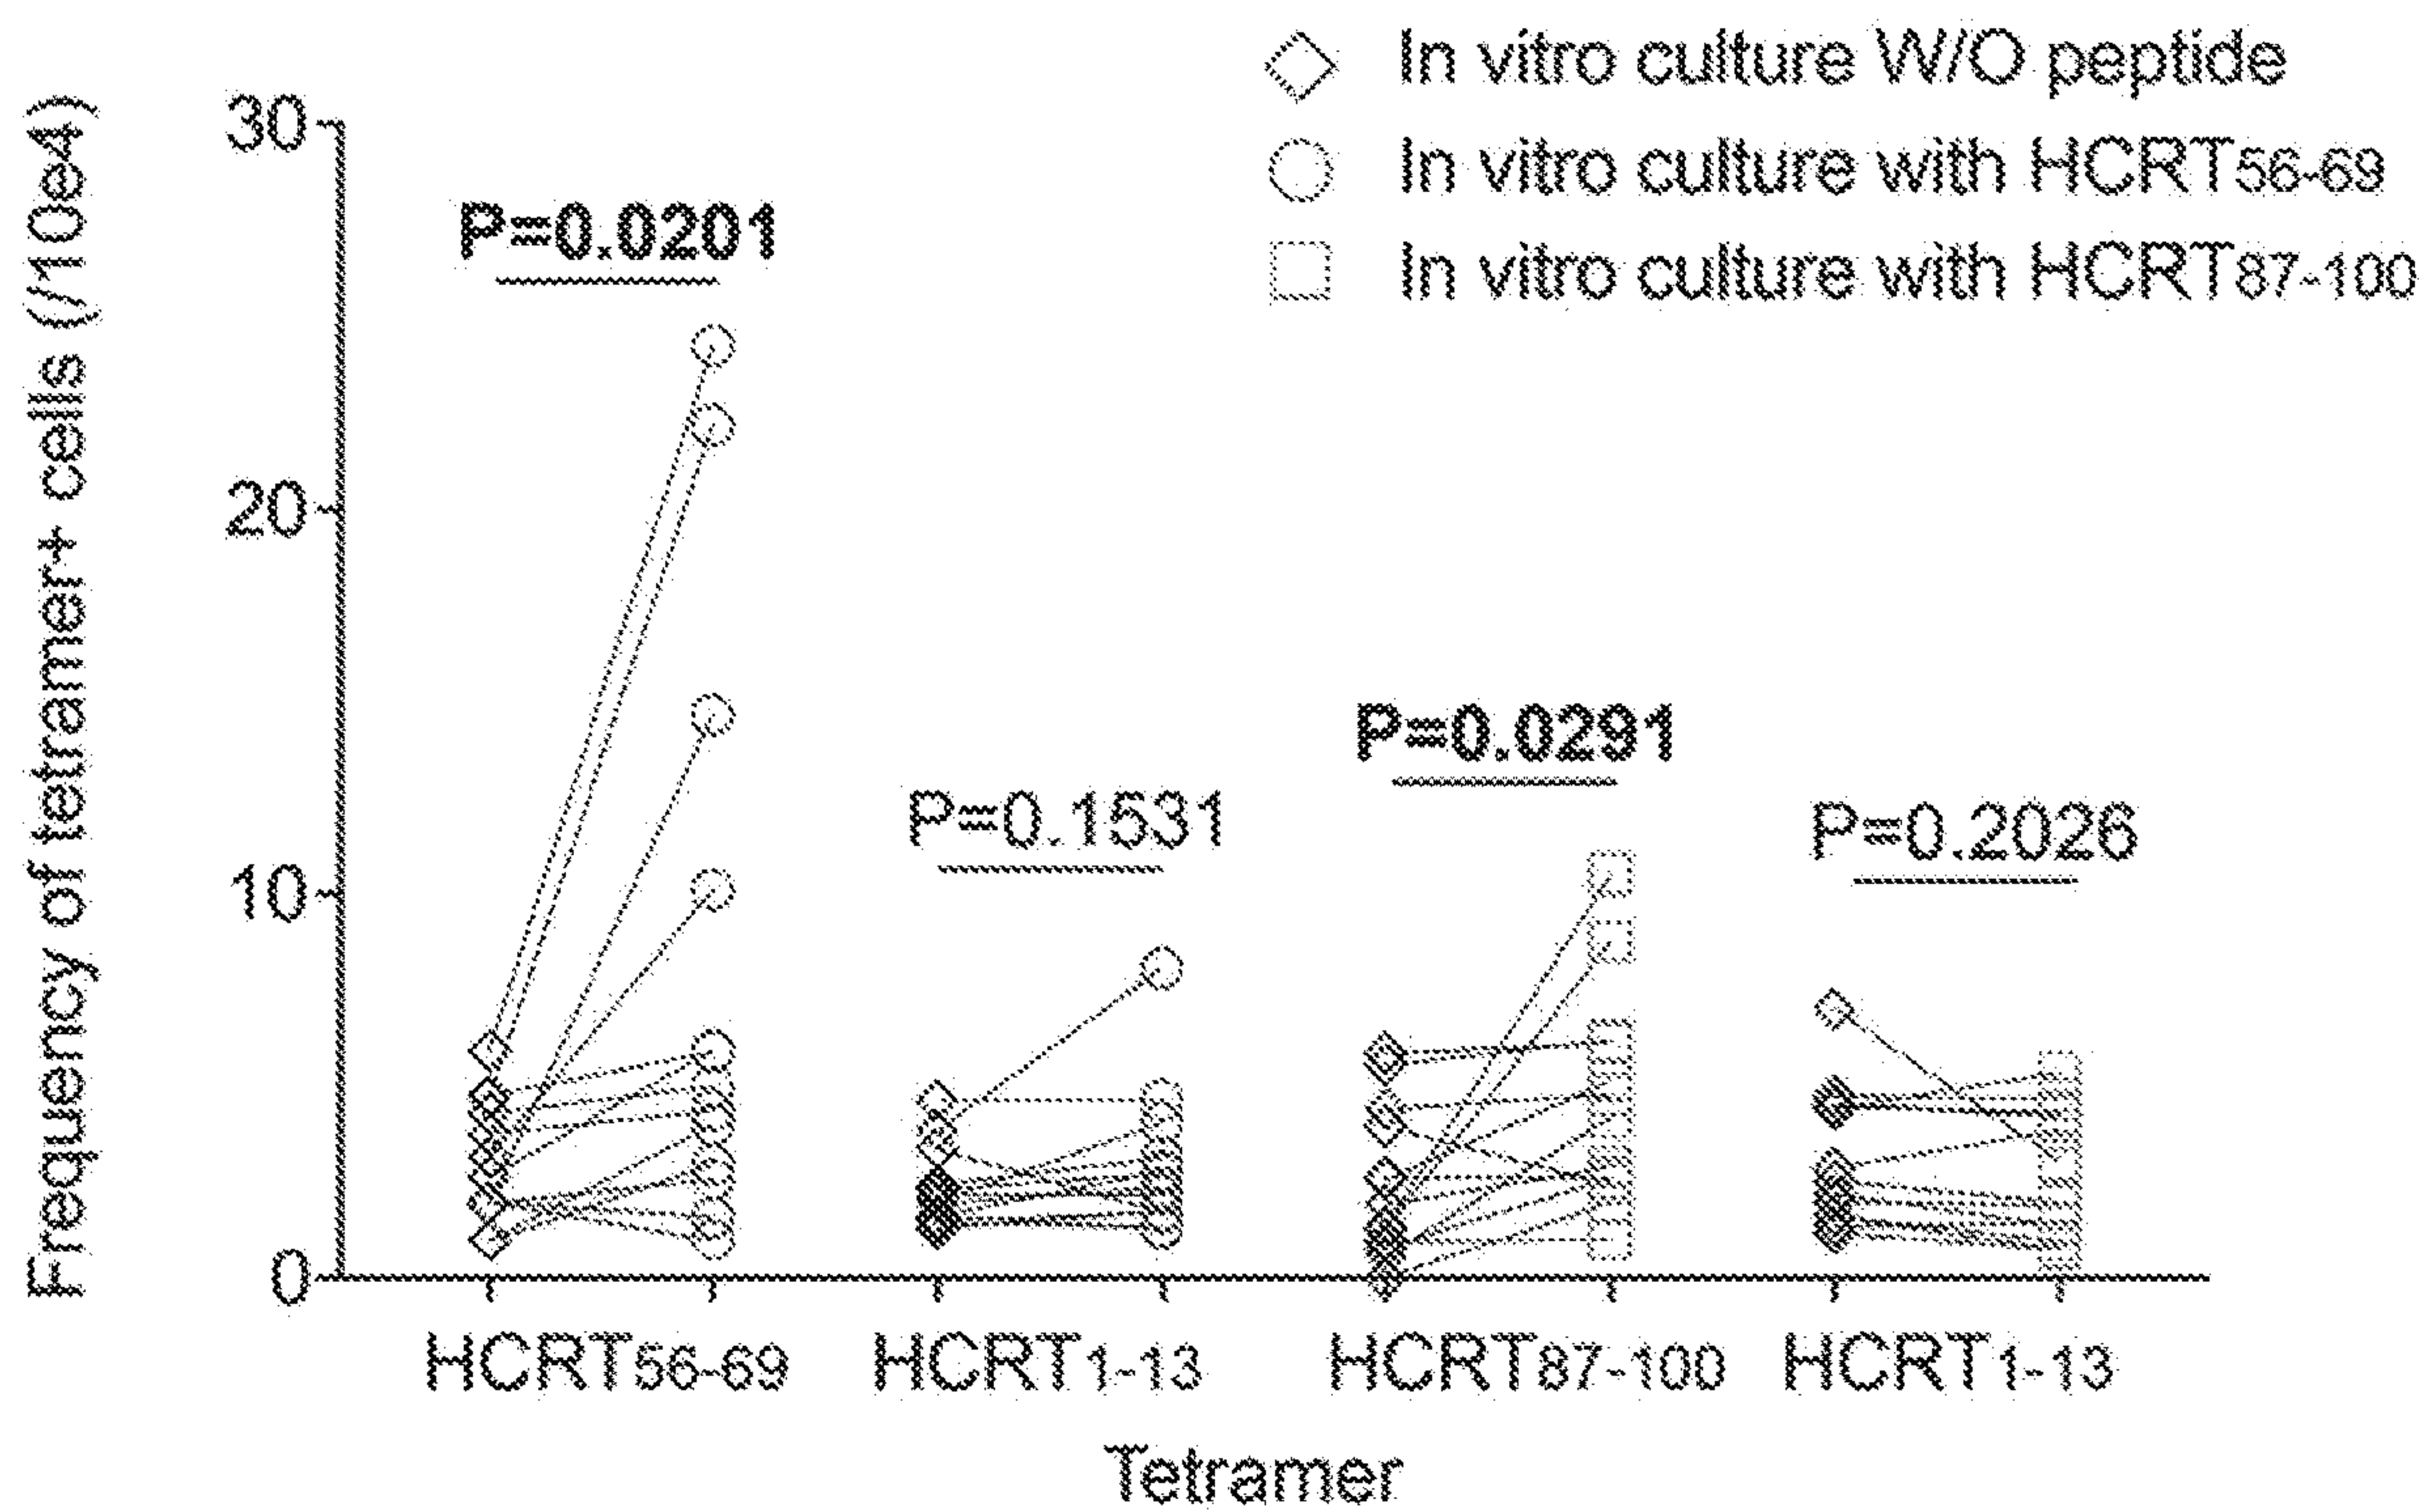 In vitro culture W/O peptide
In vitro culture with HCRT56-69
In vitro culture with HCRT87-100
Frequency of tetramer+ cells (/10e4)
30
20
10
0
P=0.0201
P=0.1531
P=0.0291
P=0.2026
HCRT56-69 HCRT1-13 HCRT87-100 HCRT1-13
Tetramer